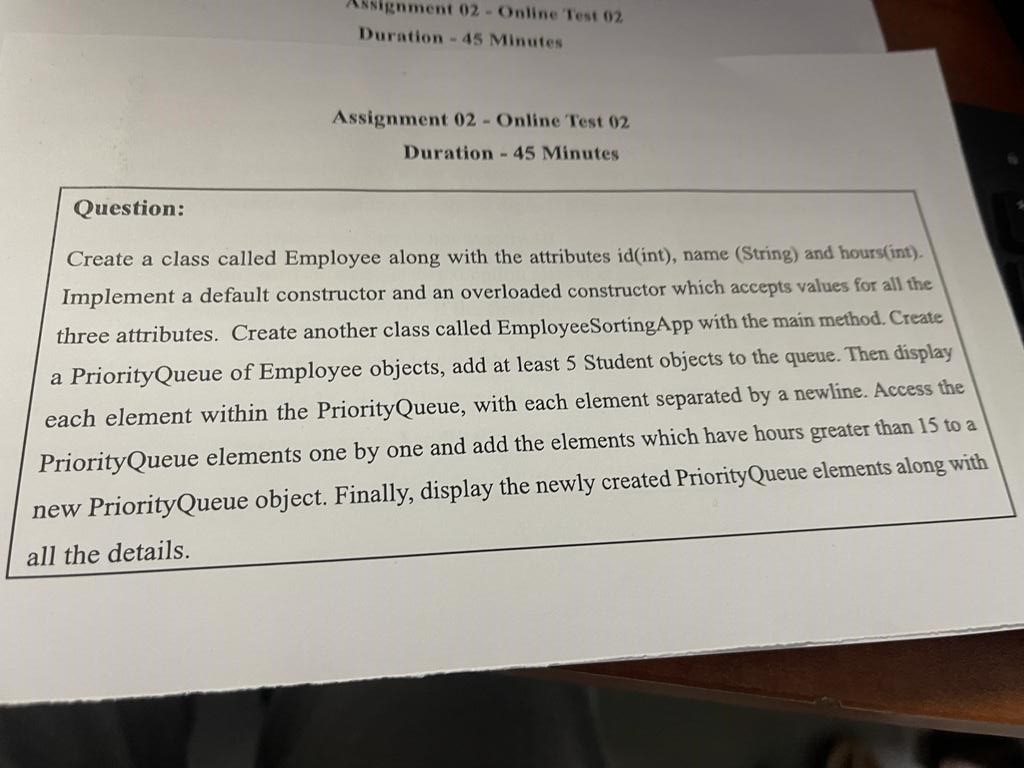 Assignment 02 - Online Test 02
Duration - 45 Minutes
Assignment 02 - Online Test 02
Duration - 45 Minutes
Question:
Create a class called Employee along with the attributes id(int), name (String) and hours(int).
Implement a default constructor and an overloaded constructor which accepts values for all the
three attributes. Create another class called EmployeeSortingApp with the main method. Create
a PriorityQueue of Employee objects, add at least 5 Student objects to the queue. Then display
each element within the PriorityQueue, with each element separated by a newline. Access the
PriorityQueue elements one by one and add the elements which have hours greater than 15 to a
new PriorityQueue object. Finally, display the newly created PriorityQueue elements along with
all the details.